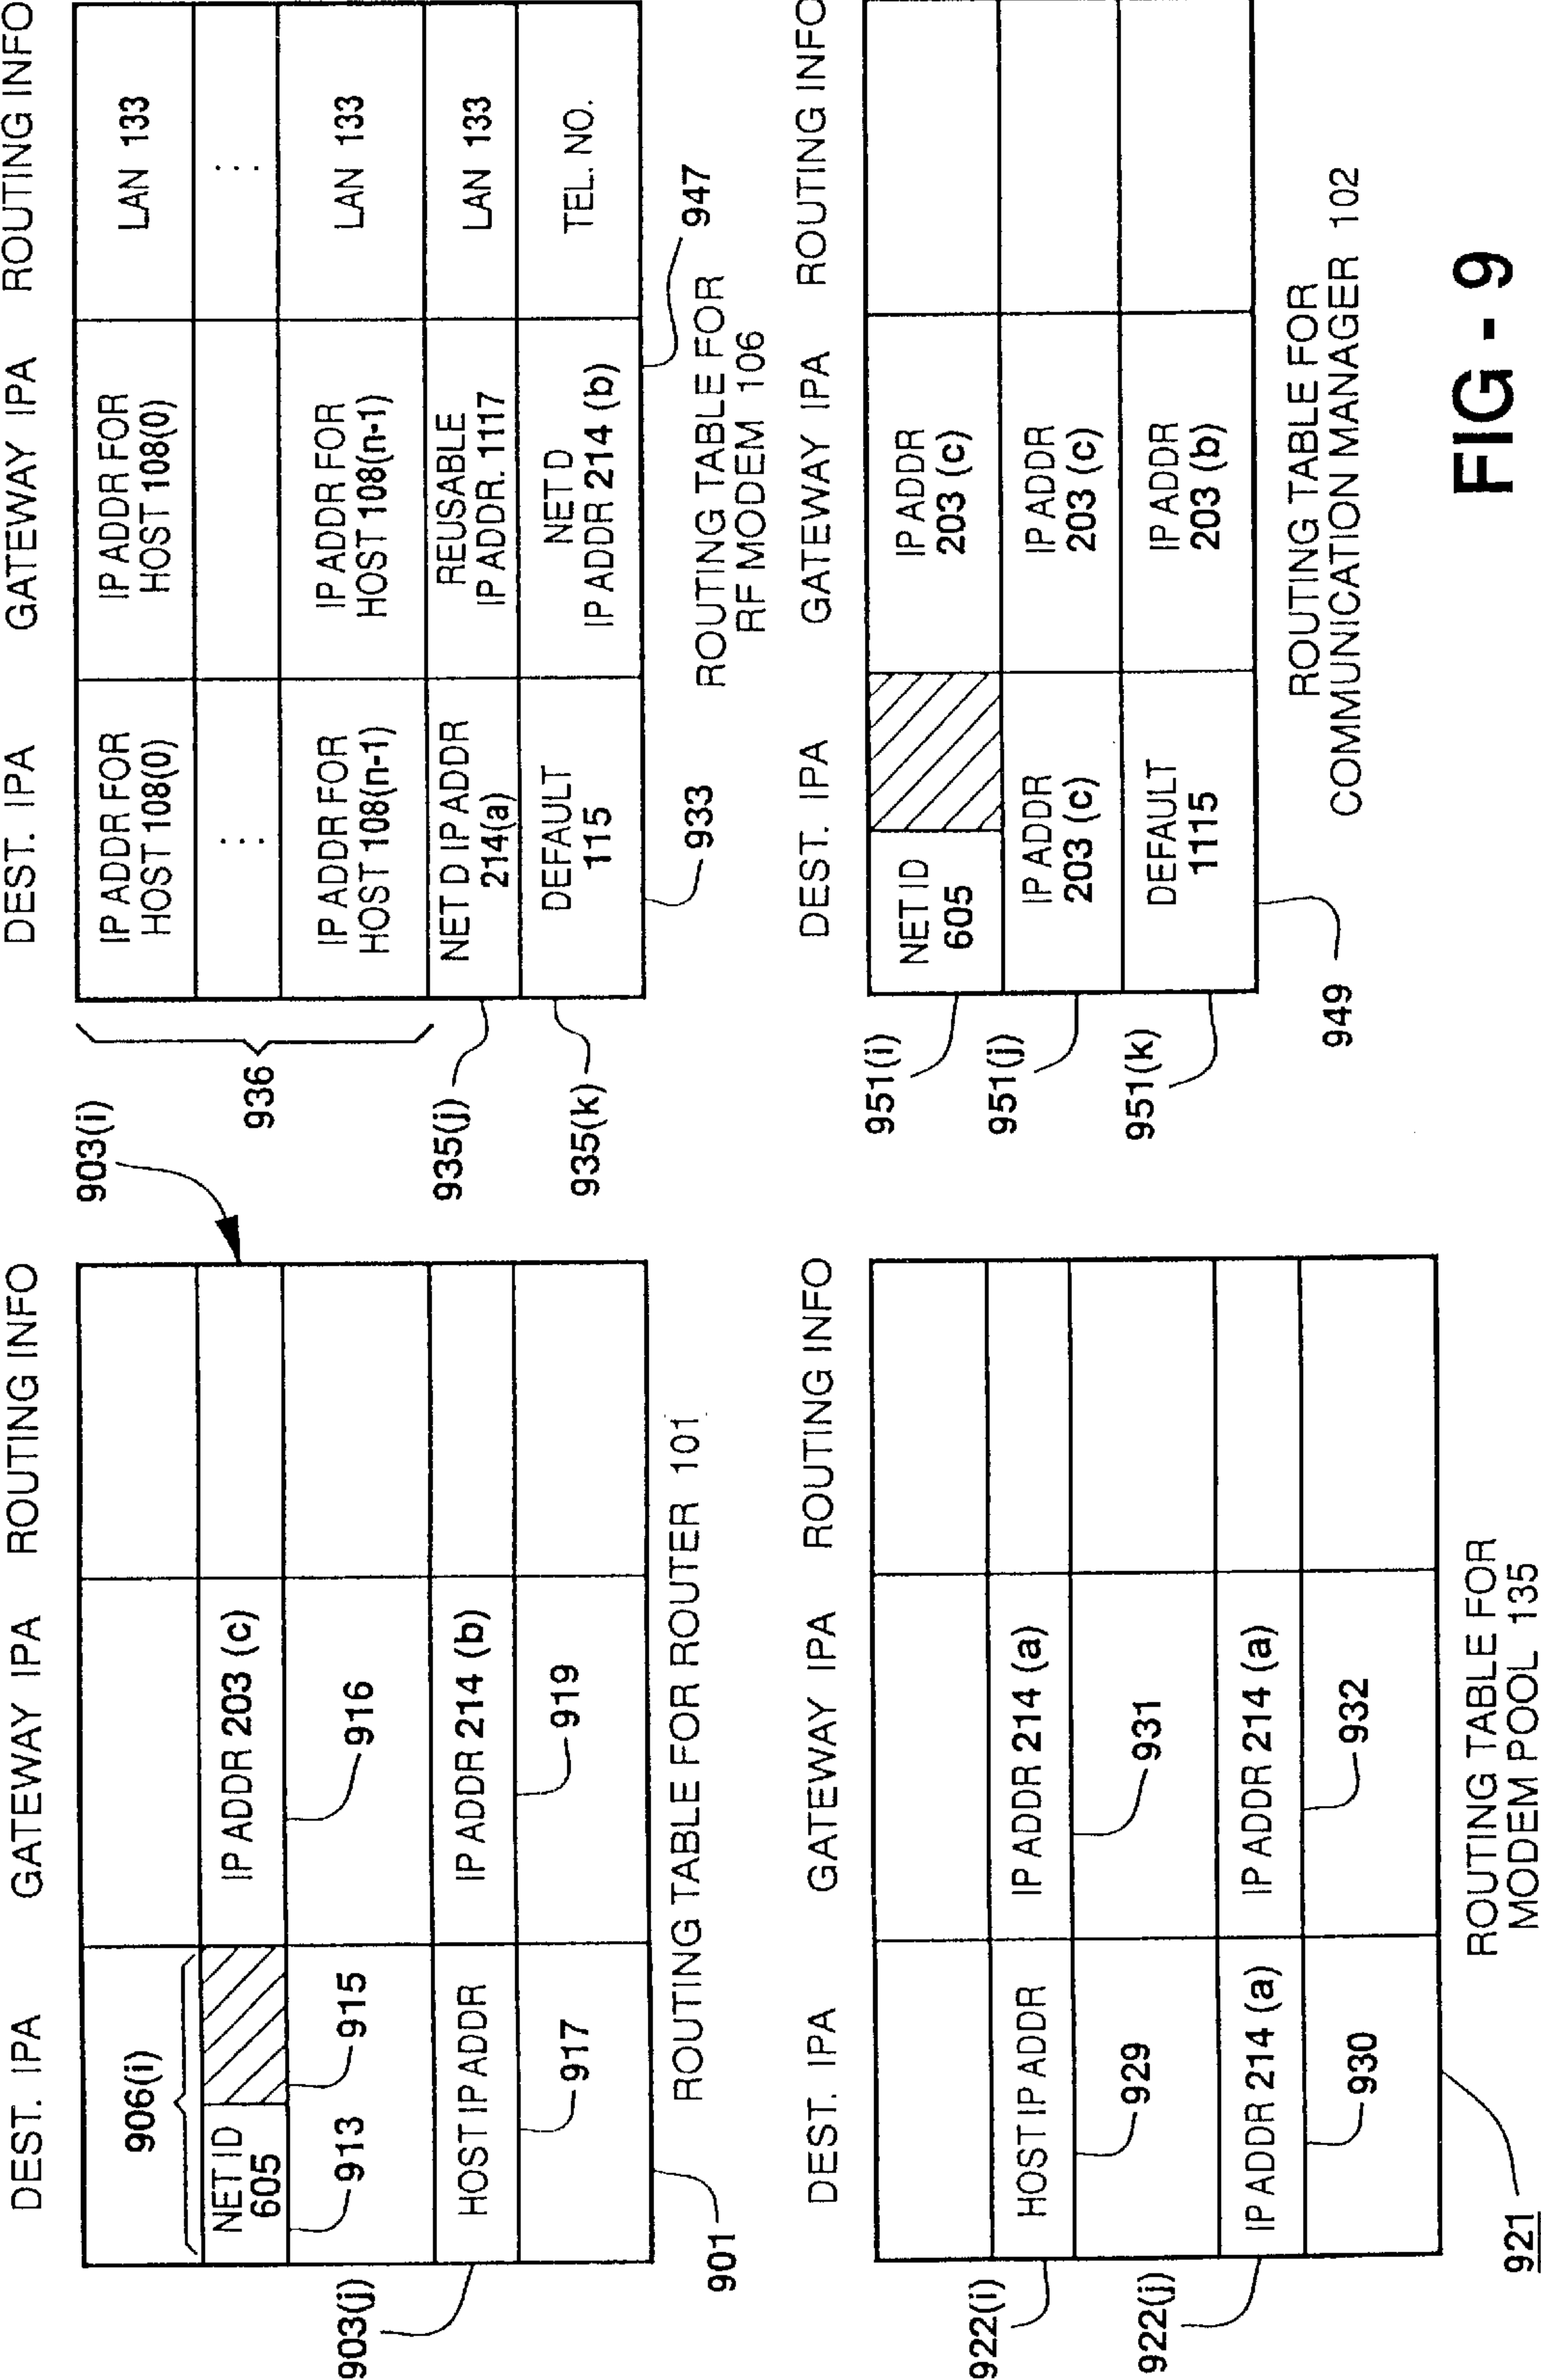 DEST. IPA GATEWAY IPA ROUTING INFO
906(i)
903(i)
NET ID
605
IP ADDR 203 (c)
913
915
916
903(j)
HOST IP ADDR
IP ADDR 214 (b)
917
919
901
ROUTING TABLE FOR ROUTER 101
DEST. IPA GATEWAY IPA ROUTING INFO
IP ADDR FOR
HOST 108(0)
IP ADDR FOR
HOST 108(0)
LAN 133
...
...
936
IP ADDR FOR
HOST 108(n-1)
IP ADDR FOR
HOST 108(n-1)
LAN 133
935(j)
NET D IP ADDR
214(a)
REUSABLE
IP ADDR. 1117
LAN 133
935(k)
DEFAULT
115
NET D
IP ADDR 214 (b)
TEL. NO.
933
947
ROUTING TABLE FOR
RF MODEM 106
DEST. IPA GATEWAY IPA ROUTING INFO
922(i)
HOST IP ADDR
IP ADDR 214 (a)
929
931
922(j)
IP ADDR 214 (a)
IP ADDR 214 (a)
930
932
921
ROUTING TABLE FOR
MODEM POOL 135
DEST. IPA GATEWAY IPA ROUTING INFO
951(i)
NET ID
605
IP ADDR
203 (c)
951(j)
IP ADDR
203 (c)
IP ADDR
203 (c)
951(k)
DEFAULT
1115
IP ADDR
203 (b)
949
ROUTING TABLE FOR
COMMUNICATION MANAGER 102
FIG - 9